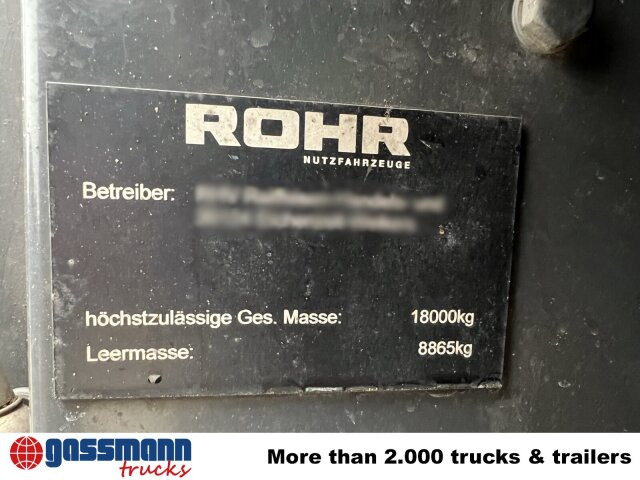 ROHR
NUTZFAHRZEUGE
Betreiber:
höchstzulässige Ges. Masse: 18000kg
Leermasse: 8865kg
gassmann
trucks
More than 2.000 trucks & trailers